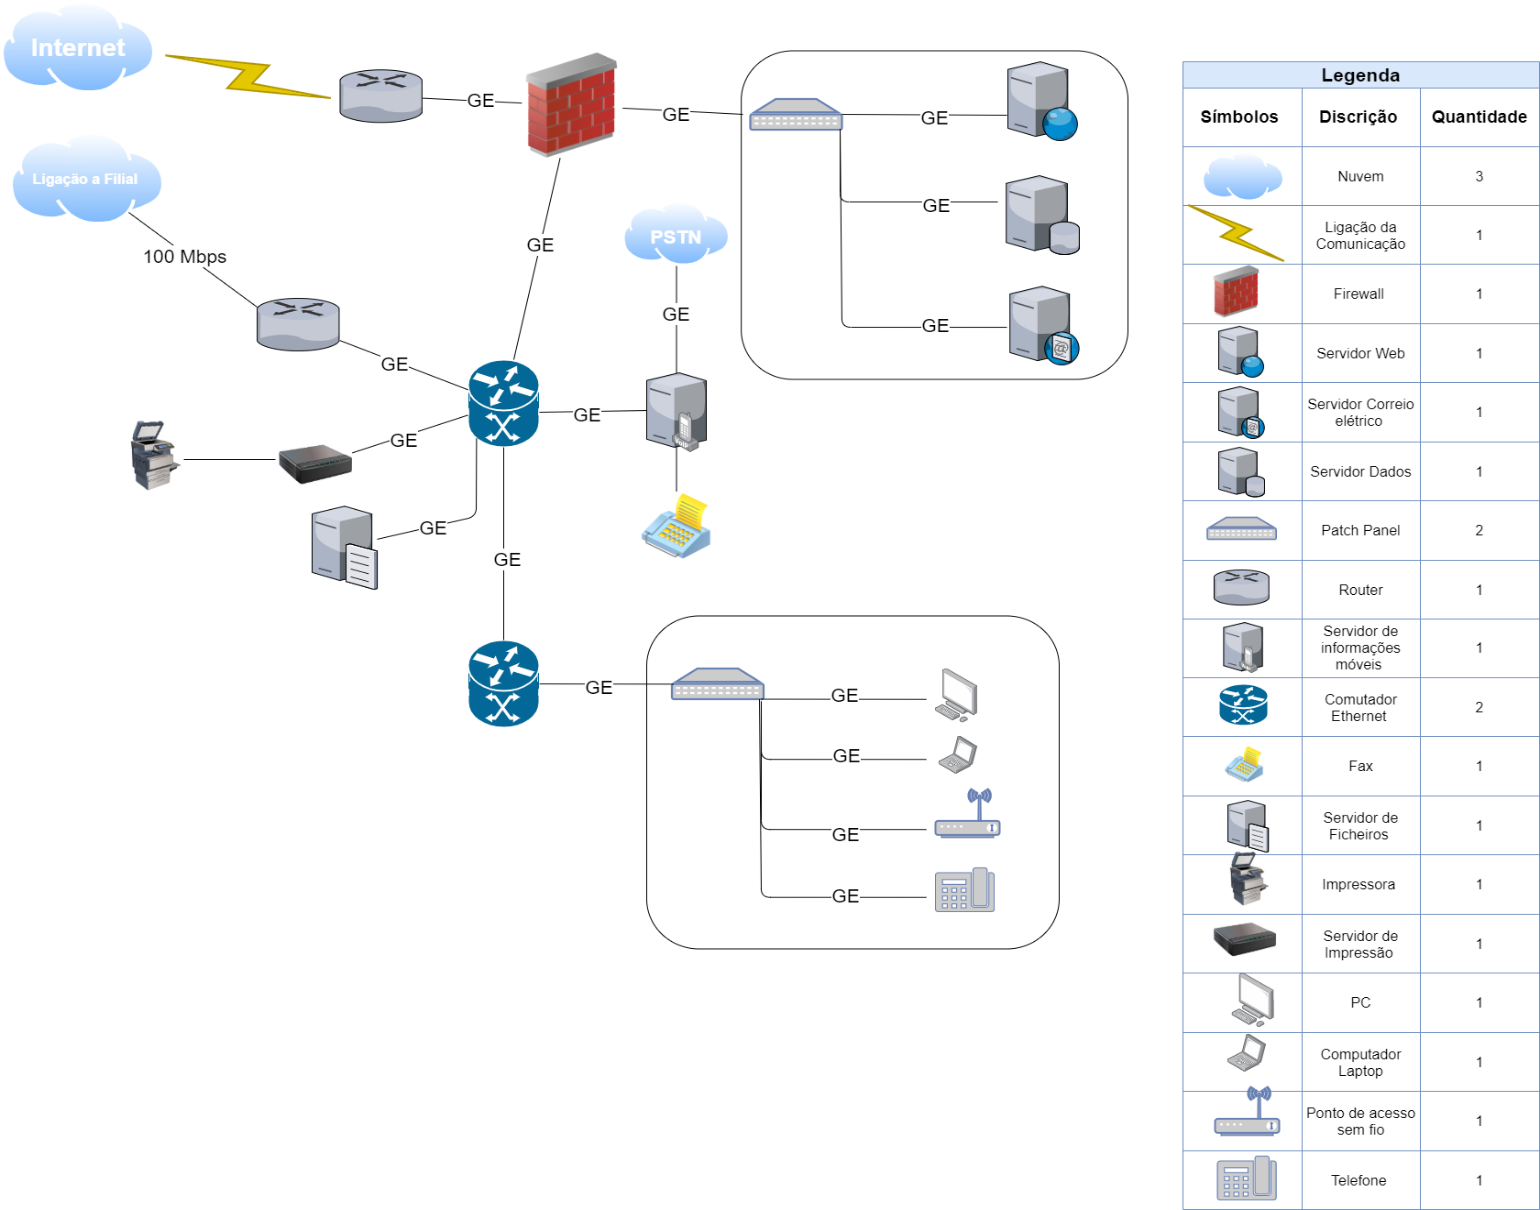 Internet
GE
GE
GE
Ligação a Filial
100 Mbps
GE
GE
PSTN
GE
GE
GE
GE
GE
GE
GE
GE
GE
GE
GE
GE
GE
Legenda
Símbolos Discrição Quantidade
Nuvem 3
Ligação da
Comunicação 1
Firewall 1
Servidor Web 1
Servidor Correio
elétrico 1
Servidor Dados 1
Patch Panel 2
Router 1
Servidor de
informações
móveis 1
Comutador
Ethernet 2
Fax 1
Servidor de
Ficheiros 1
Impressora 1
Servidor de
Impressão 1
PC 1
Computador
Laptop 1
Ponto de acesso
sem fio 1
Telefone 1